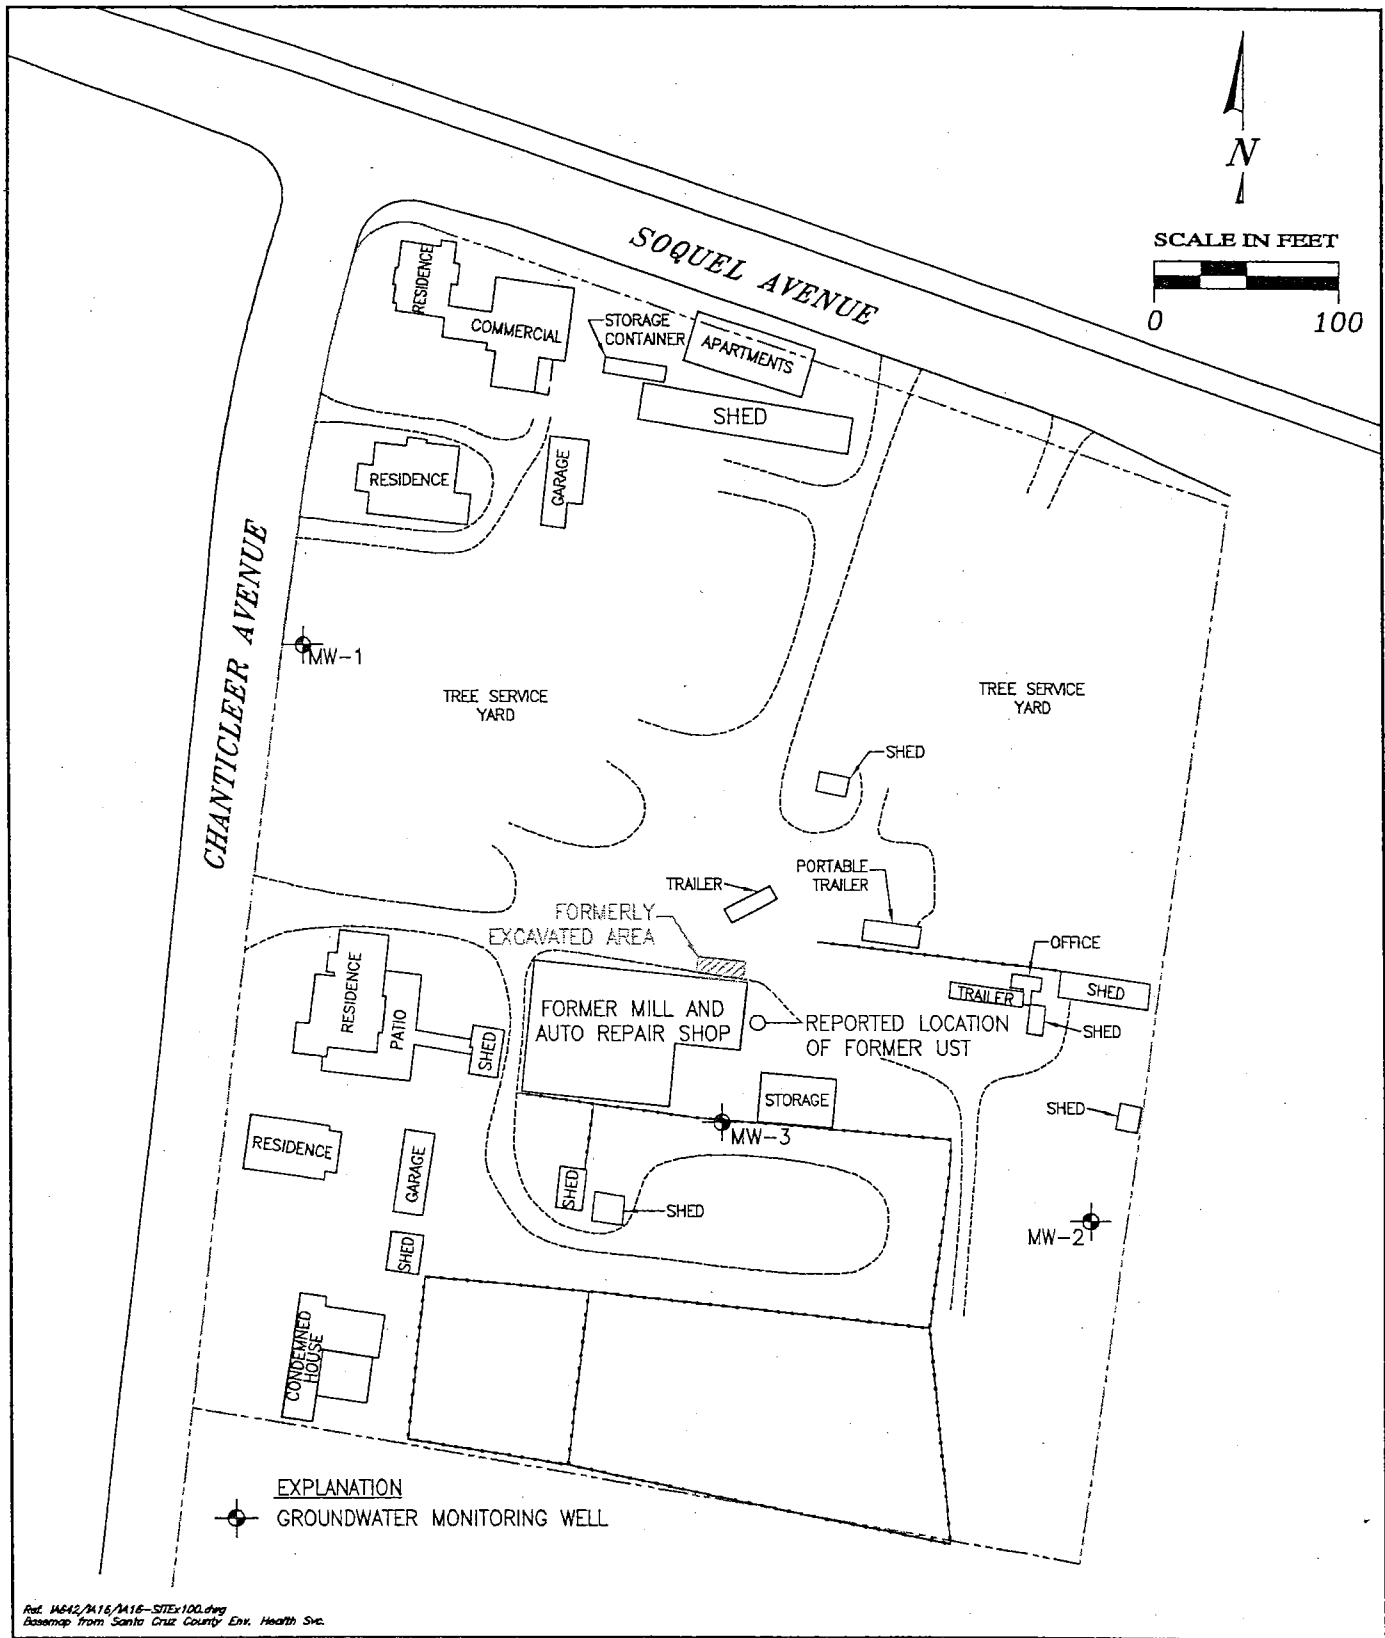 N
SCALE IN FEET
0 100
SOQUEL AVENUE
RESIDENCE
COMMERCIAL
STORAGE
CONTAINER
APARTMENTS
SHED
RESIDENCE
GARAGE
CHANTICLEER AVENUE
MW-1
TREE SERVICE
YARD
TREE SERVICE
YARD
SHED
PORTABLE
TRAILER
TRAILER
FORMERLY
EXCAVATED AREA
OFFICE
TRAILER
SHED
SHED
RESIDENCE
PATIO
SHED
FORMER MILL AND
AUTO REPAIR SHOP
REPORTED LOCATION
OF FORMER UST
STORAGE
SHED
MW-3
RESIDENCE
GARAGE
SHED
SHED
SHED
MW-2
CONDEMNED
HOUSE
EXPLANATION
GROUNDWATER MONITORING WELL
Basemap from Santa Cruz County Env. Health Svc.